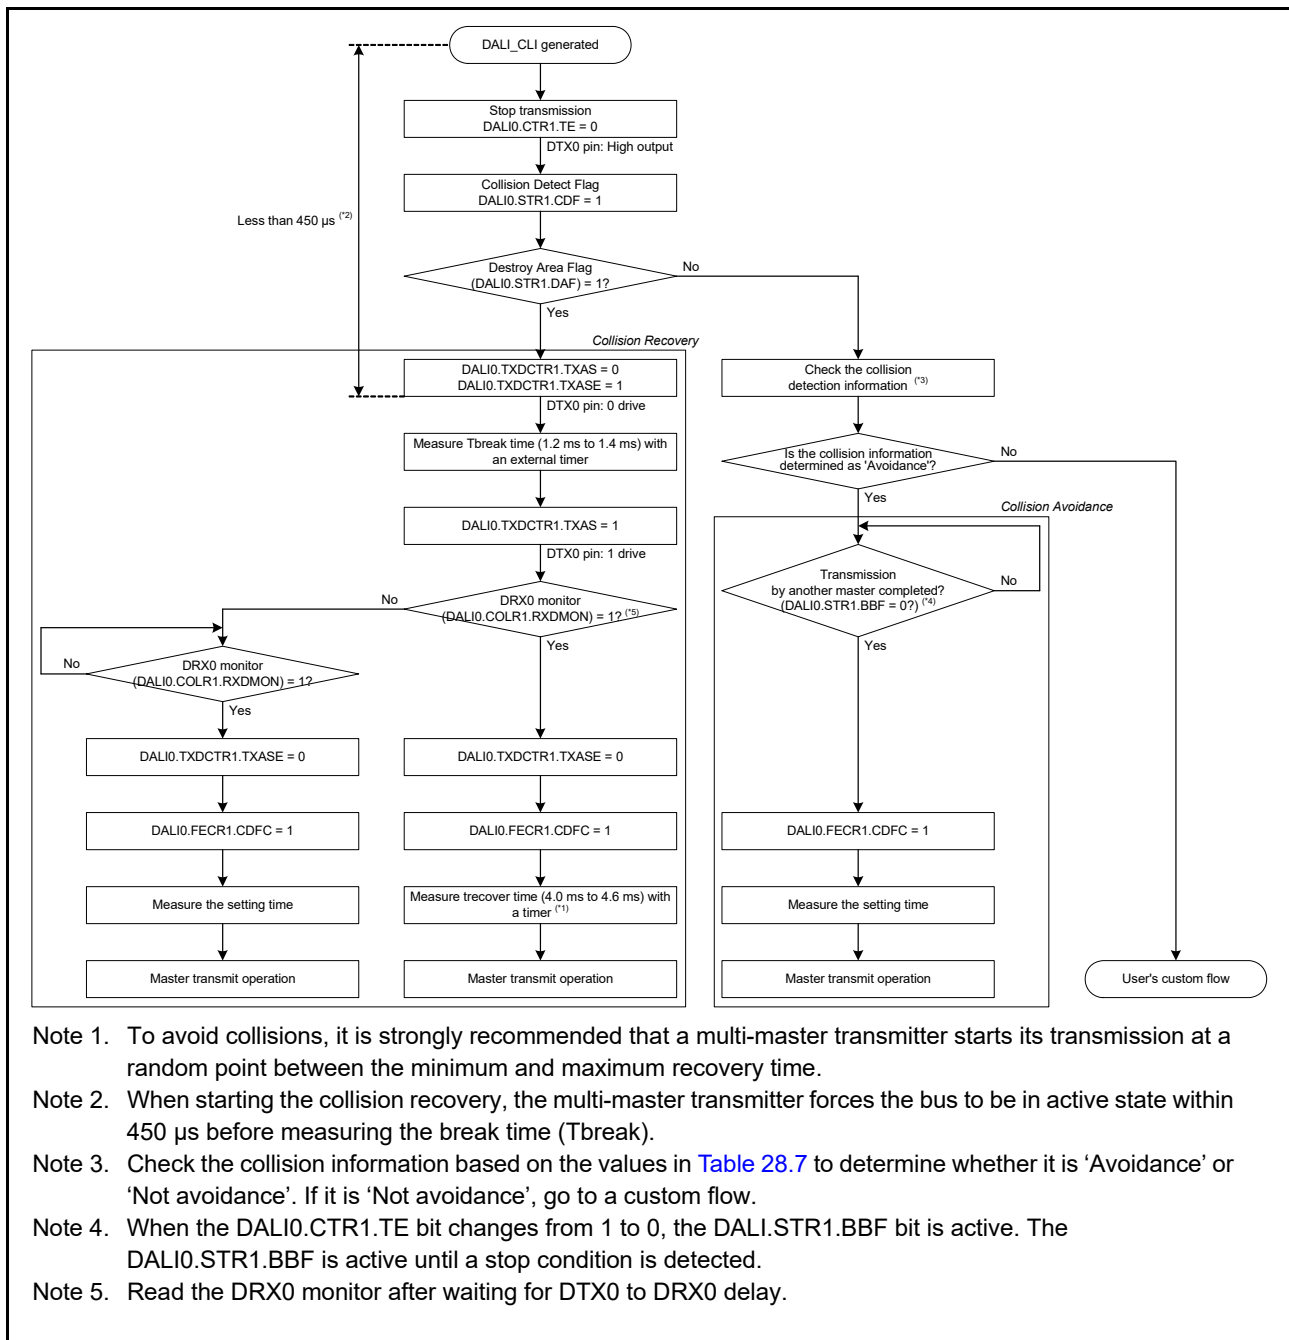 DALI_CLI generated
Stop transmission
DALI0.CTR1.TE = 0
DTX0 pin: High output
Collision Detect Flag
DALI0.STR1.CDF = 1
Less than 450 µs (*2)
Destroy Area Flag
(DALI0.STR1.DAF) = 1?
No
Yes
Collision Recovery
DALI0.TXDCTR1.TXAS = 0
DALI0.TXDCTR1.TXASE = 1
Check the collision
detection information (*3)
DTX0 pin: 0 drive
Measure Tbreak time (1.2 ms to 1.4 ms) with
an external timer
Is the collision information
determined as 'Avoidance'?
No
Yes
Collision Avoidance
DALI0.TXDCTR1.TXAS = 1
DTX0 pin: 1 drive
Transmission
by another master completed?
(DALI0.STR1.BBF = 0?) (*4)
No
Yes
No
DRX0 monitor
(DALI0.COLR1.RXDMON) = 1? (*5)
Yes
No
DRX0 monitor
(DALI0.COLR1.RXDMON) = 1?
Yes
DALI0.TXDCTR1.TXASE = 0
DALI0.TXDCTR1.TXASE = 0
DALI0.FECR1.CDFC = 1
DALI0.FECR1.CDFC = 1
DALI0.FECR1.CDFC = 1
Measure the setting time
Measure trecover time (4.0 ms to 4.6 ms) with
a timer (*1)
Measure the setting time
Master transmit operation
Master transmit operation
Master transmit operation
User's custom flow
Note 1. To avoid collisions, it is strongly recommended that a multi-master transmitter starts its transmission at a
random point between the minimum and maximum recovery time.
Note 2. When starting the collision recovery, the multi-master transmitter forces the bus to be in active state within
450 µs before measuring the break time (Tbreak).
Note 3. Check the collision information based on the values in Table 28.7 to determine whether it is ‘Avoidance’ or
‘Not avoidance’. If it is ‘Not avoidance’, go to a custom flow.
Note 4. When the DALI0.CTR1.TE bit changes from 1 to 0, the DALI.STR1.BBF bit is active. The
DALI0.STR1.BBF is active until a stop condition is detected.
Note 5. Read the DRX0 monitor after waiting for DTX0 to DRX0 delay.